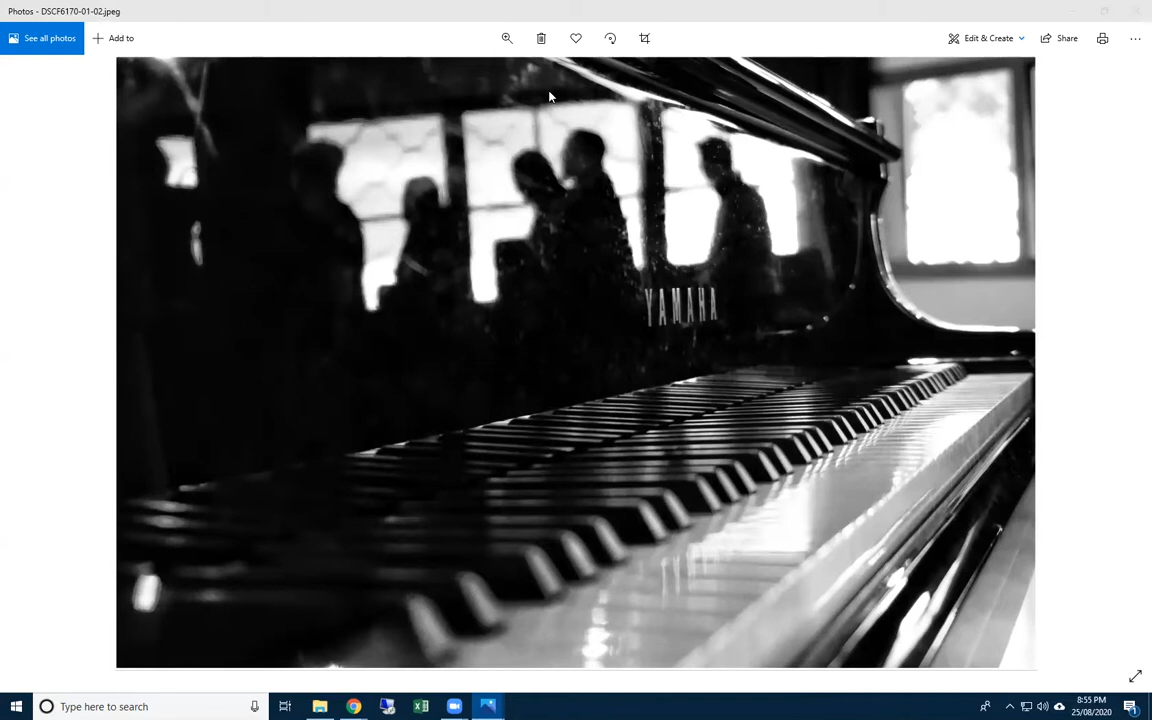 Photos - DSCF6170-01-02.jpeg
See all photos
Add to
Edit & Create
Share
YAMAHA
Type here to search
8:55 PM
25/08/2020